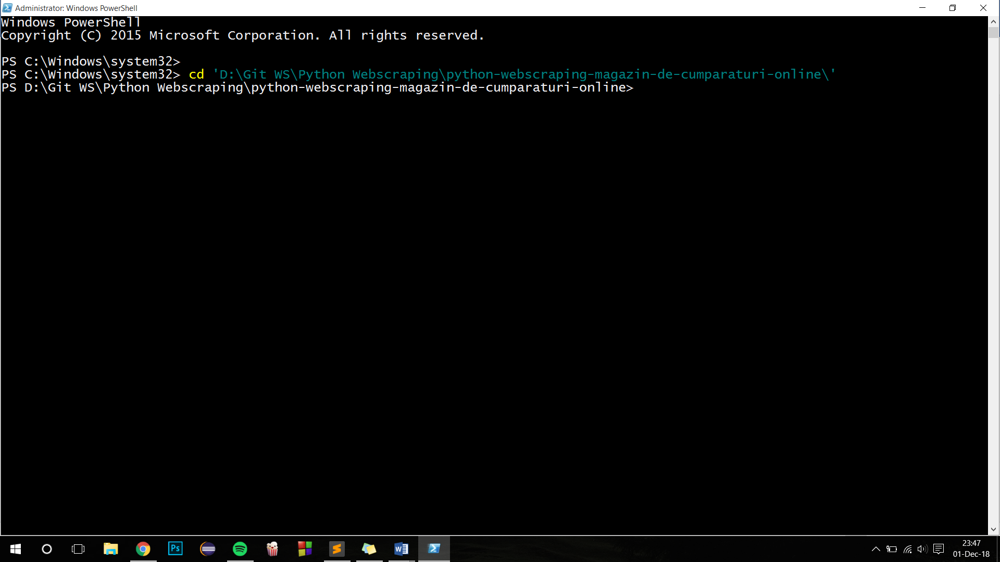 Administrator: Windows PowerShell
Windows PowerShell
Copyright (C) 2015 Microsoft Corporation. All rights reserved.
PS C:\Windows\system32>
PS C:\Windows\system32> cd 'D:\Git WS\Python Webscraping\python-webscraping-magazin-de-cumparaturi-online\'
PS D:\Git WS\Python Webscraping\python-webscraping-magazin-de-cumparaturi-online>
Ps
23:47
01-Dec-18